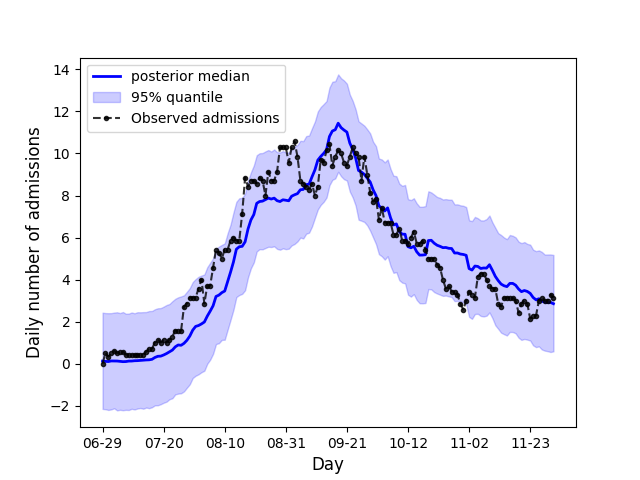 posterior median
95% quantile
Observed admissions
Daily number of admissions
14
12
10
8
6
4
2
0
−2
06-29 07-20 08-10 08-31 09-21 10-12 11-02 11-23
Day